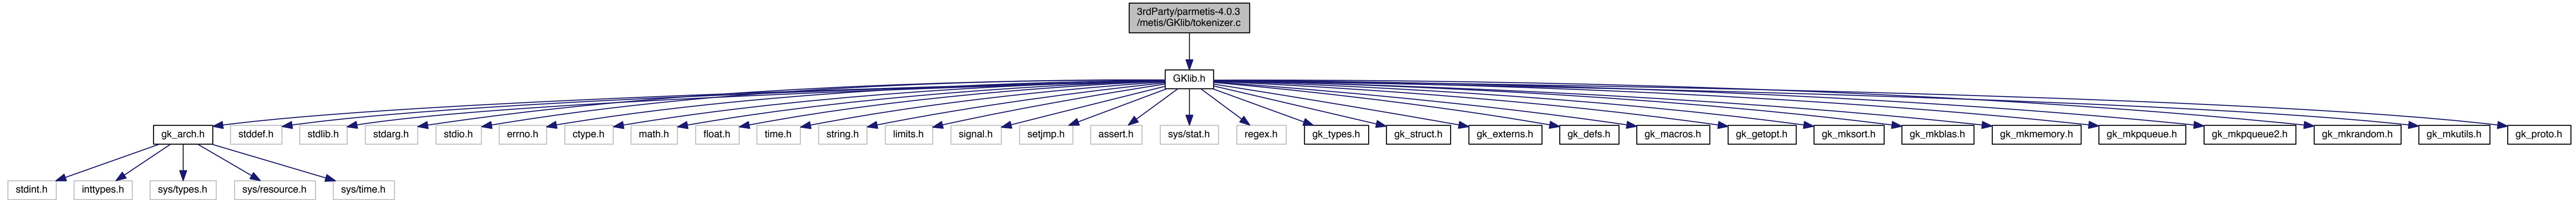 3rdParty/parmetis-4.0.3
/metis/GKlib/tokenizer.c
GKlib.h
gk_arch.h
stddef.h
stdlib.h
stdarg.h
stdio.h
errno.h
ctype.h
math.h
float.h
time.h
string.h
limits.h
signal.h
setjmp.h
assert.h
sys/stat.h
regex.h
gk_types.h
gk_struct.h
gk_externs.h
gk_defs.h
gk_macros.h
gk_getopt.h
gk_mksort.h
gk_mkblas.h
gk_mkmemory.h
gk_mkpqueue.h
gk_mkpqueue2.h
gk_mkrandom.h
gk_mkutils.h
gk_proto.h
stdint.h
inttypes.h
sys/types.h
sys/resource.h
sys/time.h